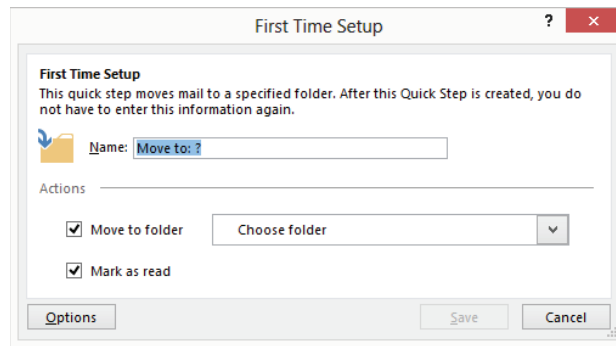 First Time Setup
?
First Time Setup
This quick step moves mail to a specified folder. After this Quick Step is created, you do
not have to enter this information again.
Name: Move to: ?
Actions
Move to folder Choose folder
Mark as read
Options Save Cancel